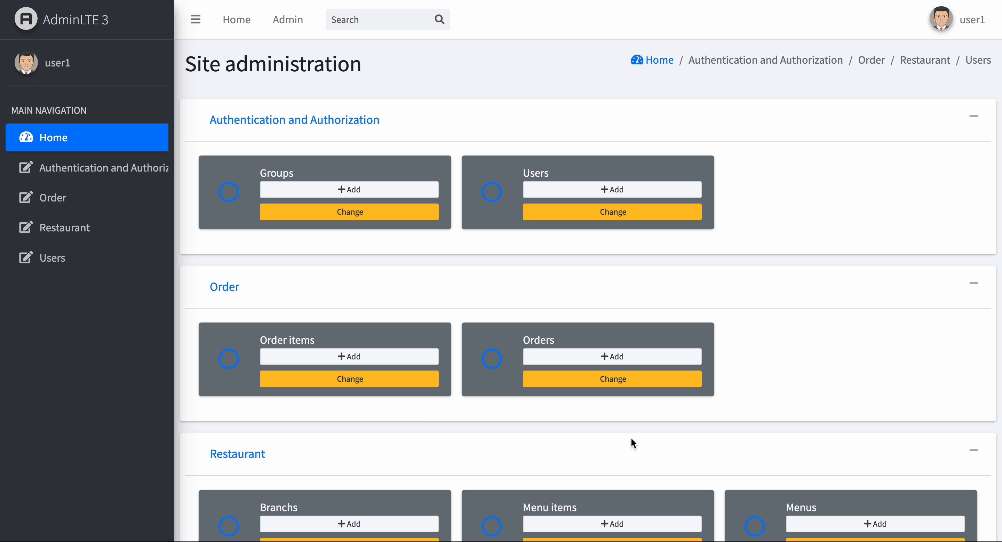 AdminLTE 3
user1
MAIN NAVIGATION
Home
Authentication and Authoriz
Order
Restaurant
Users
Home Admin Search
user1
Site administration
Home / Authentication and Authorization / Order / Restaurant / Users
Authentication and Authorization
Groups
Add
Change
Users
Add
Change
Order
Order items
Add
Change
Orders
Add
Change
Restaurant
Branchs
Add
Menu items
Add
Menus
Add